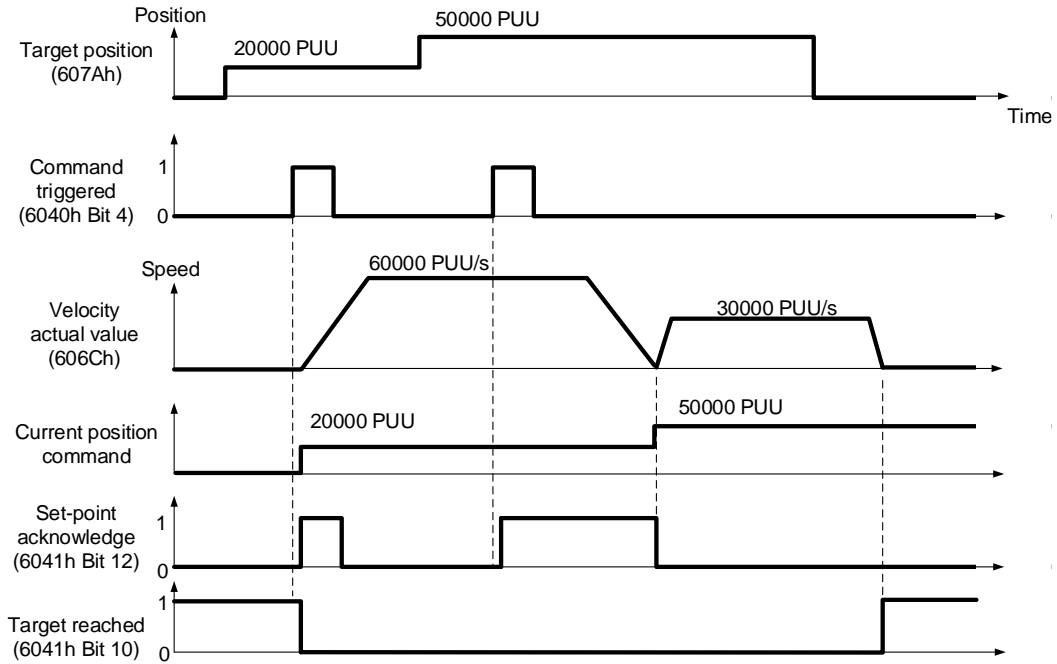 Position
50000 PUU
20000 PUU
Target position
(607Ah)
Time
Command
triggered
(6040h Bit 4)
1
0
Speed
60000 PUU/s
30000 PUU/s
Velocity
actual value
(606Ch)
50000 PUU
20000 PUU
Current position
command
Set-point
acknowledge
(6041h Bit 12)
1
0
1
Target reached
(6041h Bit 10)
0